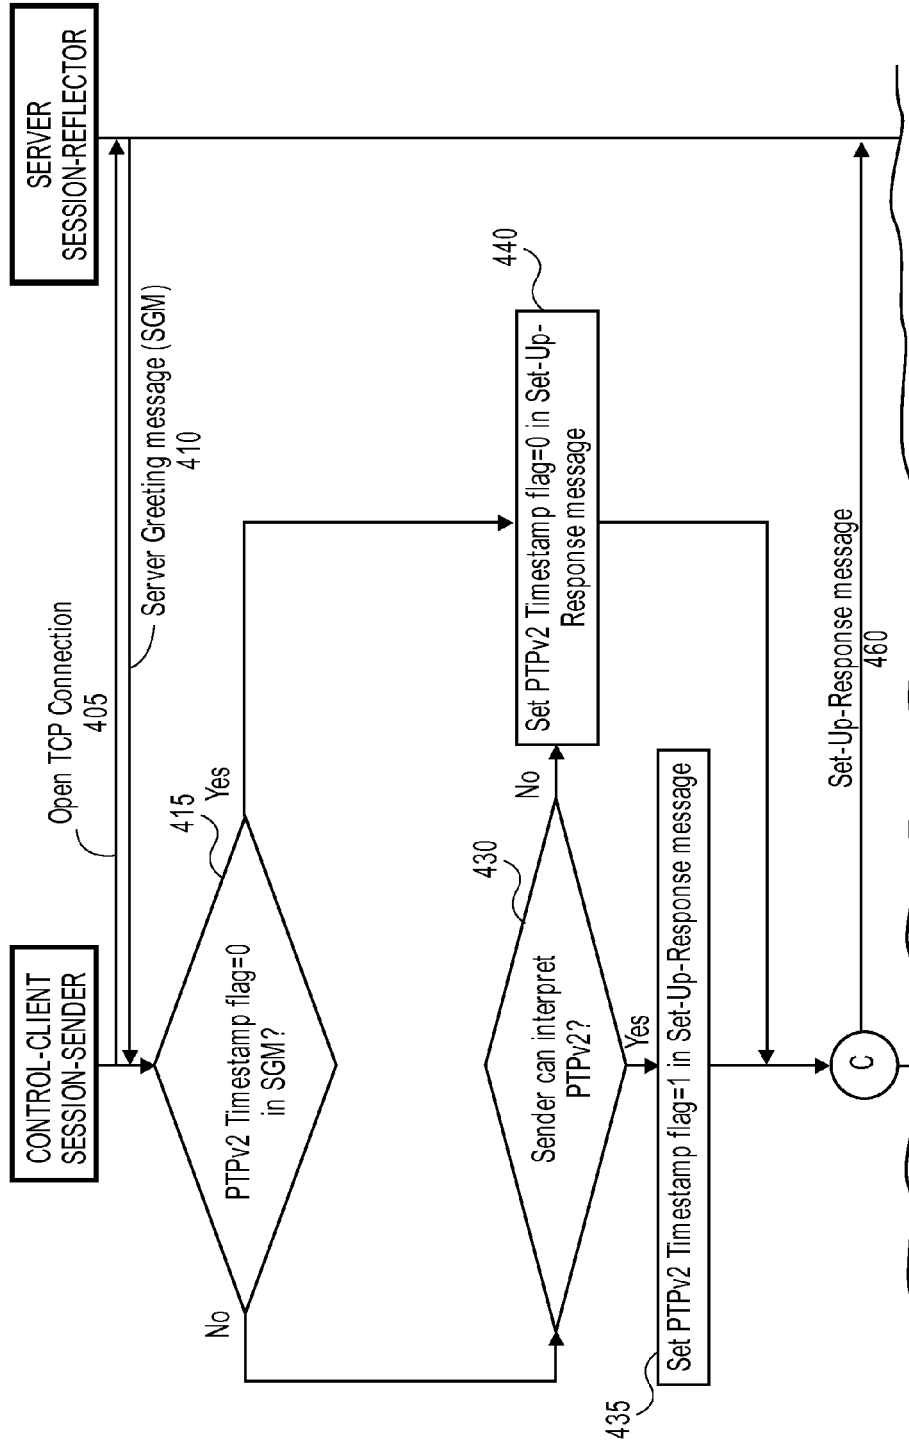 CONTROL-CLIENT
SESSION-SENDER
SERVER
SESSION-REFLECTOR
Open TCP Connection
405
Server Greeting message (SGM)
410
415
PTPv2 Timestamp flag=0
in SGM?
Yes
No
430
Sender can interpret
PTPv2?
No
Yes
440
Set PTPv2 Timestamp flag=0 in Set-Up-
Response message
435
Set PTPv2 Timestamp flag=1 in Set-Up-Response message
C
Set-Up-Response message
460